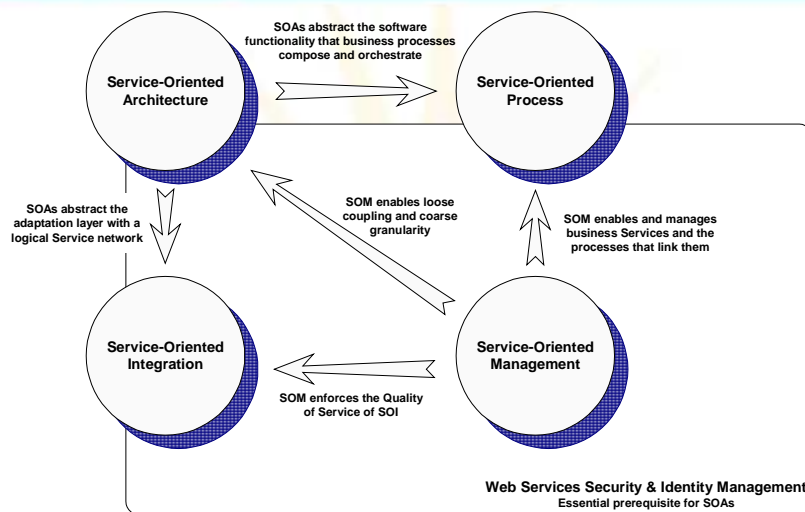 SOAs abstract the software
functionality that business processes
compose and orchestrate
Service-Oriented
Architecture
Service-Oriented
Process
SOAs abstract the
adaptation layer with a
logical Service network
SOM enables loose
coupling and coarse
granularity
SOM enables and manages
business Services and the
processes that link them
Service-Oriented
Integration
Service-Oriented
Management
SOM enforces the Quality
of Service of SOI
Web Services Security & Identity Management
Essential prerequisite for SOAs